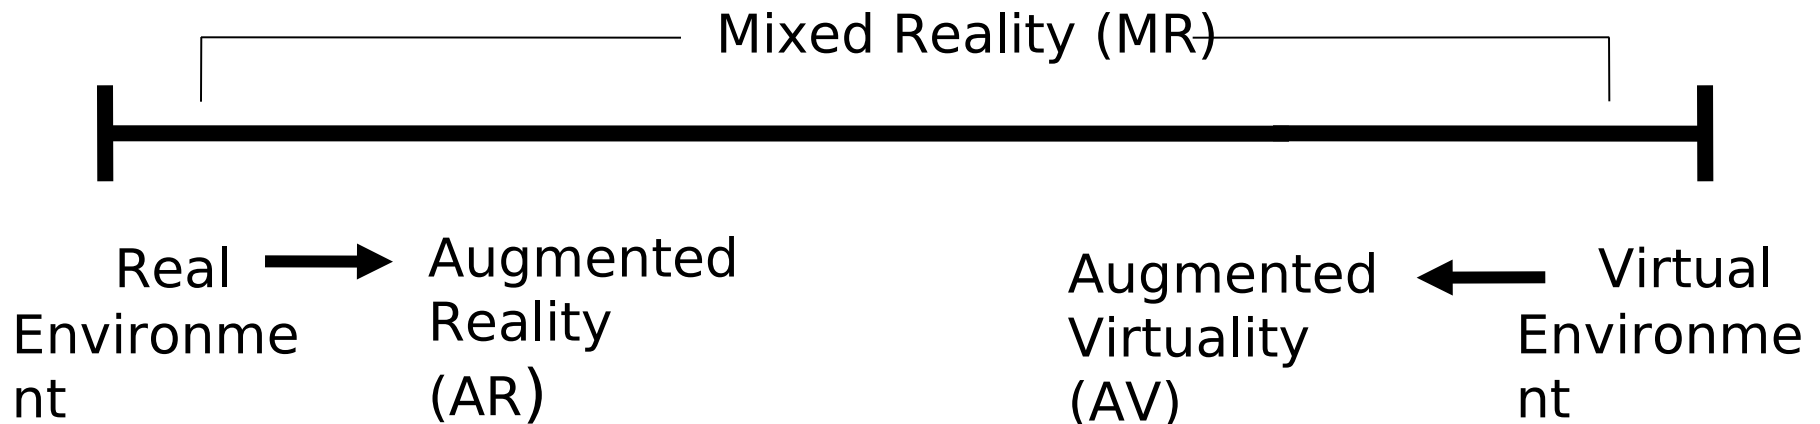 Mixed Reality (MR)
Real
Environme
nt
Augmented
Reality
(AR)
Augmented
Virtuality
(AV)
Virtual
Environme
nt